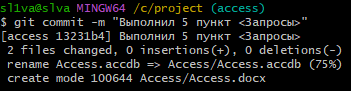 sl1va@slva MINGW64 /c/project (access)
$ git commit -m "Выполнил 5 пункт <Запросы>"
[access 13231b4] Выполнил 5 пункт <Запросы>
2 files changed, 0 insertions(+), 0 deletions(-)
rename Access.accdb => Access/Access.accdb (75%)
create mode 100644 Access/Access.docx